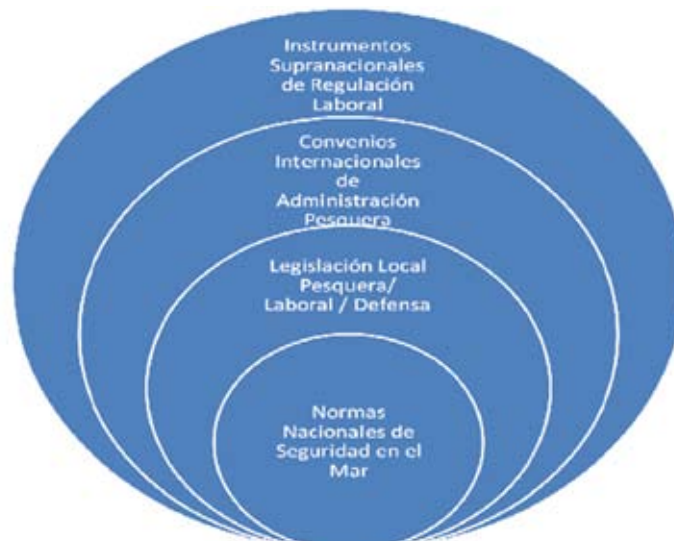 Instrumentos
Supranacionales
de Regulación
Laboral
Convenios
Internacionales
de
Administración
Pesquera
Legislación Local
Pesquera/
Laboral / Defensa
Normas
Nacionales de
Seguridad en el
Mar